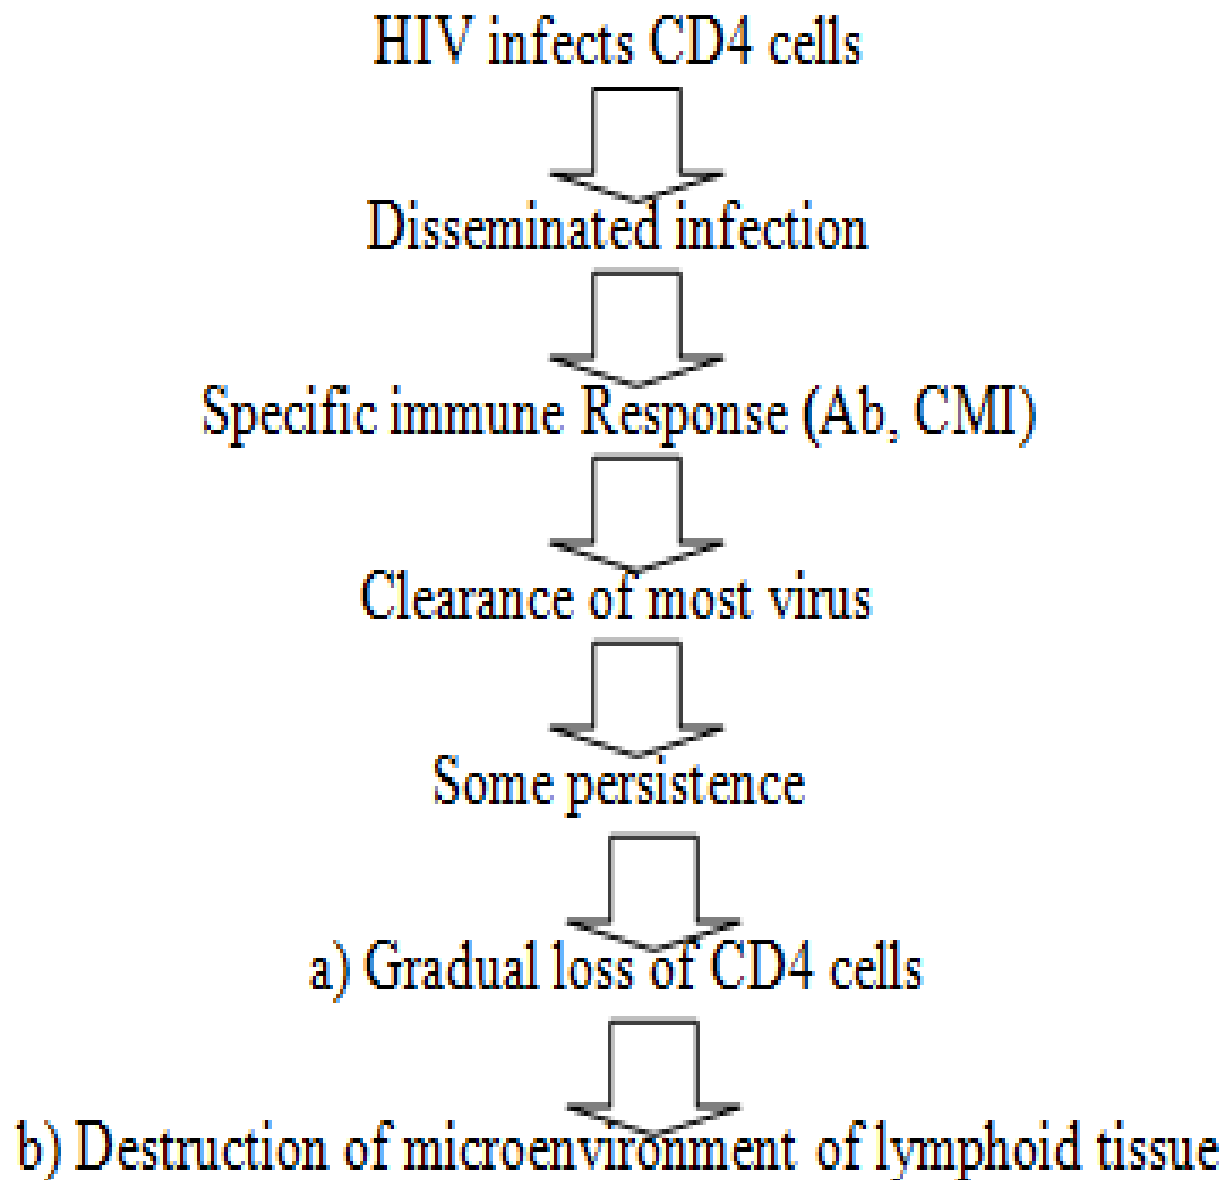 HIV infects CD4 cells
Disseminated infection
Specific immune Response (Ab, CMI)
Clearance of most virus
Some persistence
a) Gradual loss of CD4 cells
b) Destruction of microenvironment of lymphoid tissue